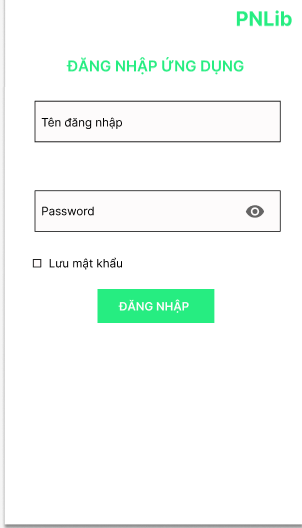 PNLib
ĐĂNG NHẬP ỨNG DỤNG
Tên đăng nhập
Password
Lưu mật khẩu
ĐĂNG NHẬP